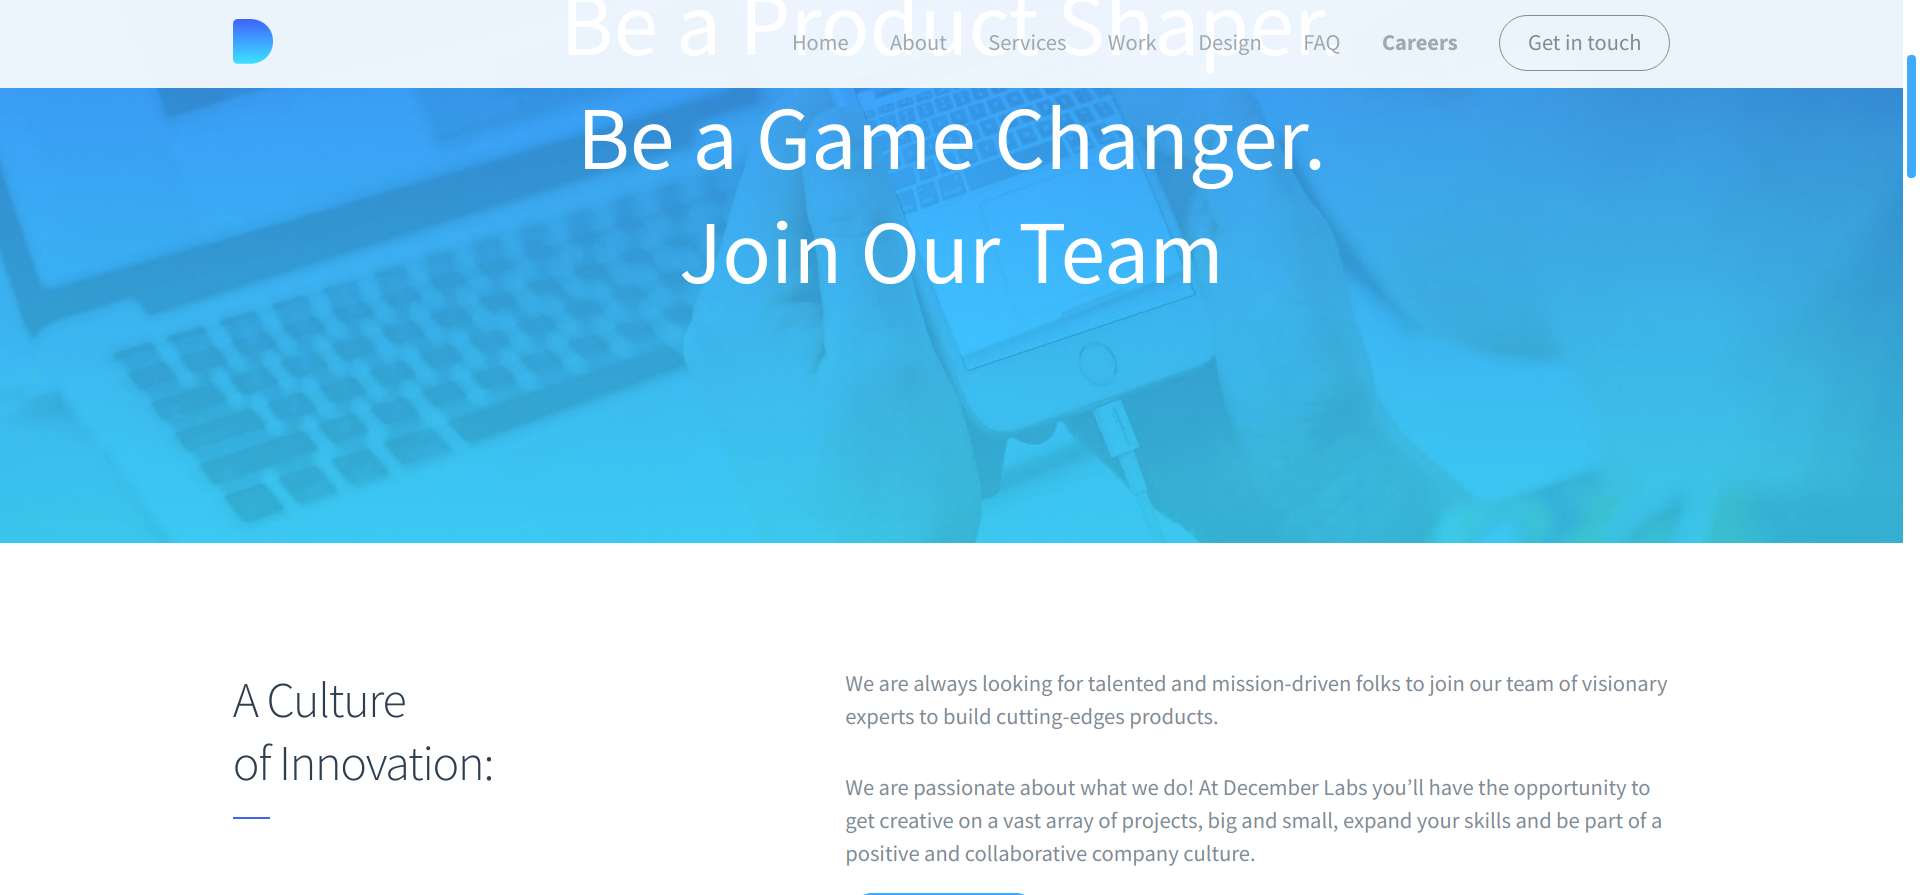 Be a Product Shaper.
Home About Services Work Design FAQ Careers Get in touch
Be a Game Changer.
Join Our Team
A Culture
of Innovation:
We are always looking for talented and mission-driven folks to join our team of visionary
experts to build cutting-edges products.
We are passionate about what we do! At December Labs you’ll have the opportunity to
get creative on a vast array of projects, big and small, expand your skills and be part of a
positive and collaborative company culture.